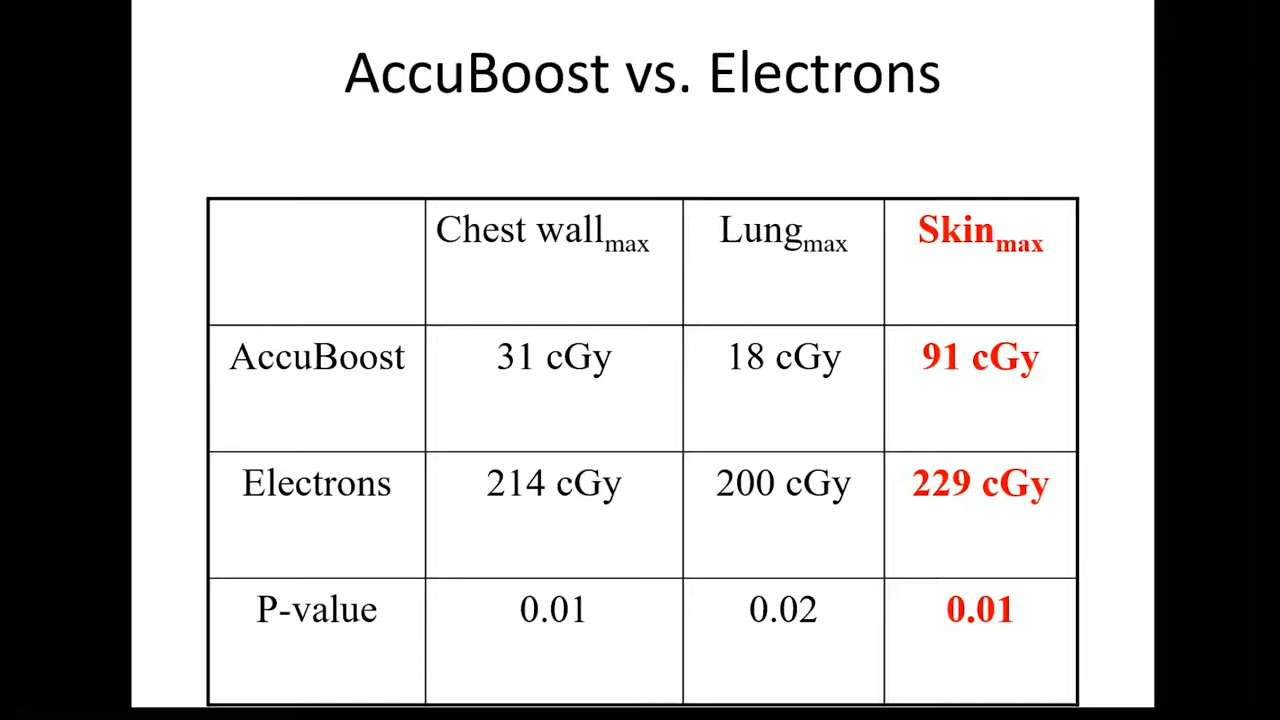 AccuBoost vs. Electrons
Chest wallmax Lungmax Skinmax
AccuBoost 31 cGy 18 cGy 91 cGy
Electrons 214 cGy 200 cGy 229 cGy
P-value 0.01 0.02 0.01